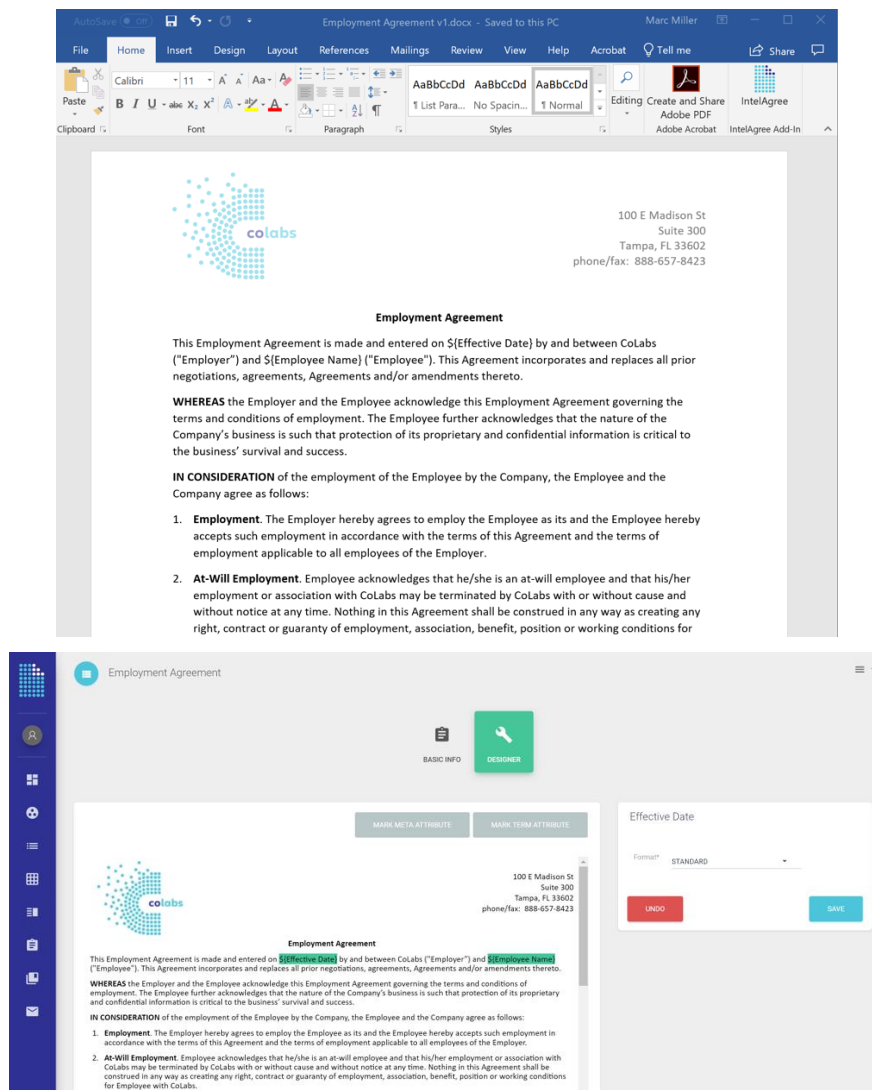 AutoSave Off Employment Agreement v1.docx - Saved to this PC Marc Miller
File Home Insert Design Layout References Mailings Review View Help Acrobat Tell me Share
Calibri 11 Aa
AaBbCcDd AaBbCcDd AaBbCcDd
Paste
B I U abc X₂ X² A A
¶ List Para... No Spacin... ¶ Normal
Editing Create and Share Adobe PDF
IntelAgree
Clipboard Font Paragraph Styles Adobe Acrobat IntelAgree Add-In
colabs
100 E Madison St
Suite 300
Tampa, FL 33602
phone/fax: 888-657-8423
Employment Agreement
This Employment Agreement is made and entered on ${Effective Date} by and between CoLabs
("Employer") and ${Employee Name} ("Employee"). This Agreement incorporates and replaces all prior
negotiations, agreements, Agreements and/or amendments thereto.
WHEREAS the Employer and the Employee acknowledge this Employment Agreement governing the
terms and conditions of employment. The Employee further acknowledges that the nature of the
Company's business is such that protection of its proprietary and confidential information is critical to
the business' survival and success.
IN CONSIDERATION of the employment of the Employee by the Company, the Employee and the
Company agree as follows:
1. Employment. The Employer hereby agrees to employ the Employee as its and the Employee hereby
accepts such employment in accordance with the terms of this Agreement and the terms of
employment applicable to all employees of the Employer.
2. At-Will Employment. Employee acknowledges that he/she is an at-will employee and that his/her
employment or association with CoLabs may be terminated by CoLabs with or without cause and
without notice at any time. Nothing in this Agreement shall be construed in any way as creating any
right, contract or guaranty of employment, association, benefit, position or working conditions for
Employment Agreement
BASIC INFO
DESIGNER
MARK META ATTRIBUTE MARK TERM ATTRIBUTE
Effective Date
Format* STANDARD
UNDO SAVE
colabs
100 E Madison St
Suite 300
Tampa, FL 33602
phone/fax: 888-657-8423
Employment Agreement
This Employment Agreement is made and entered on ${Effective Date} by and between CoLabs ("Employer") and ${Employee Name}
("Employee"). This Agreement incorporates and replaces all prior negotiations, agreements, Agreements and/or amendments thereto.
WHEREAS the Employer and the Employee acknowledge this Employment Agreement governing the terms and conditions of
employment. The Employee further acknowledges that the nature of the Company's business is such that protection of its proprietary
and confidential information is critical to the business' survival and success.
IN CONSIDERATION of the employment of the Employee by the Company, the Employee and the Company agree as follows:
1. Employment. The Employer hereby agrees to employ the Employee as its and the Employee hereby accepts such employment in
accordance with the terms of this Agreement and the terms of employment applicable to all employees of the Employer.
2. At-Will Employment. Employee acknowledges that he/she is an at-will employee and that his/her employment or association with
CoLabs may be terminated by CoLabs with or without cause and without notice at any time. Nothing in this Agreement shall be
construed in any way as creating any right, contract or guaranty of employment, association, benefit, position or working conditions
for Employee with CoLabs.